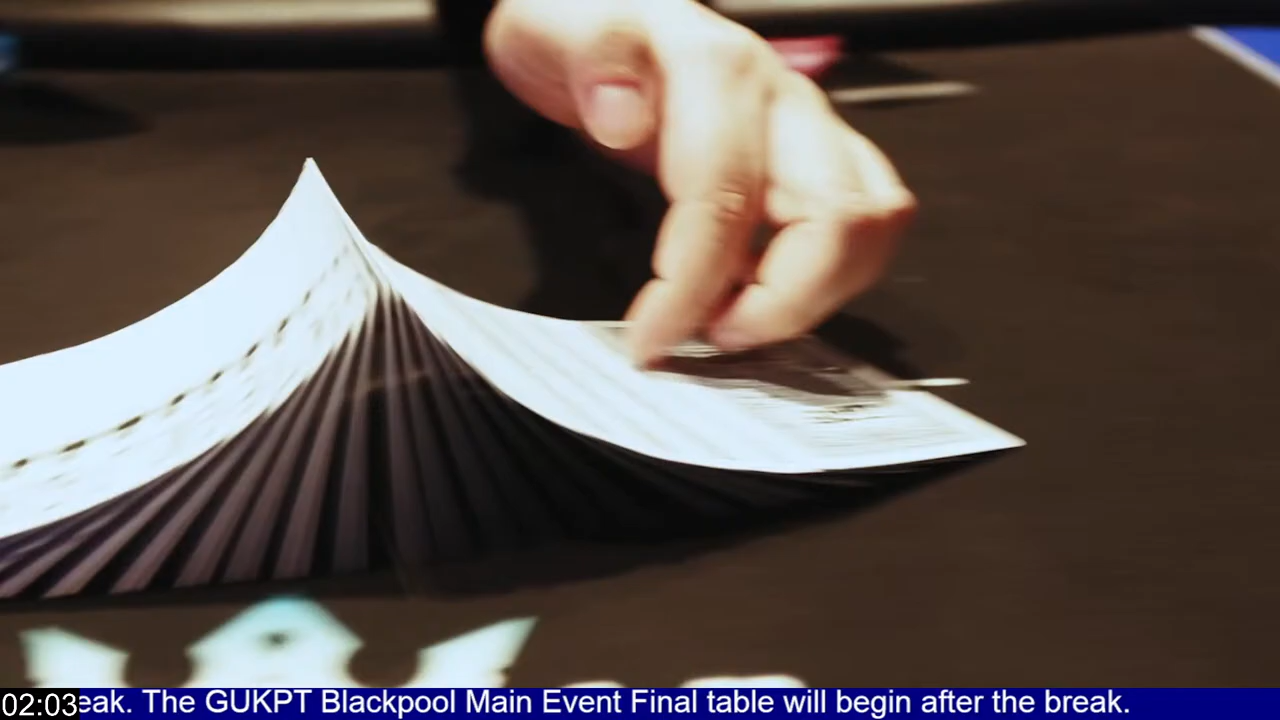 02:03 eak. The GUKPT Blackpool Main Event Final table will begin after the break.